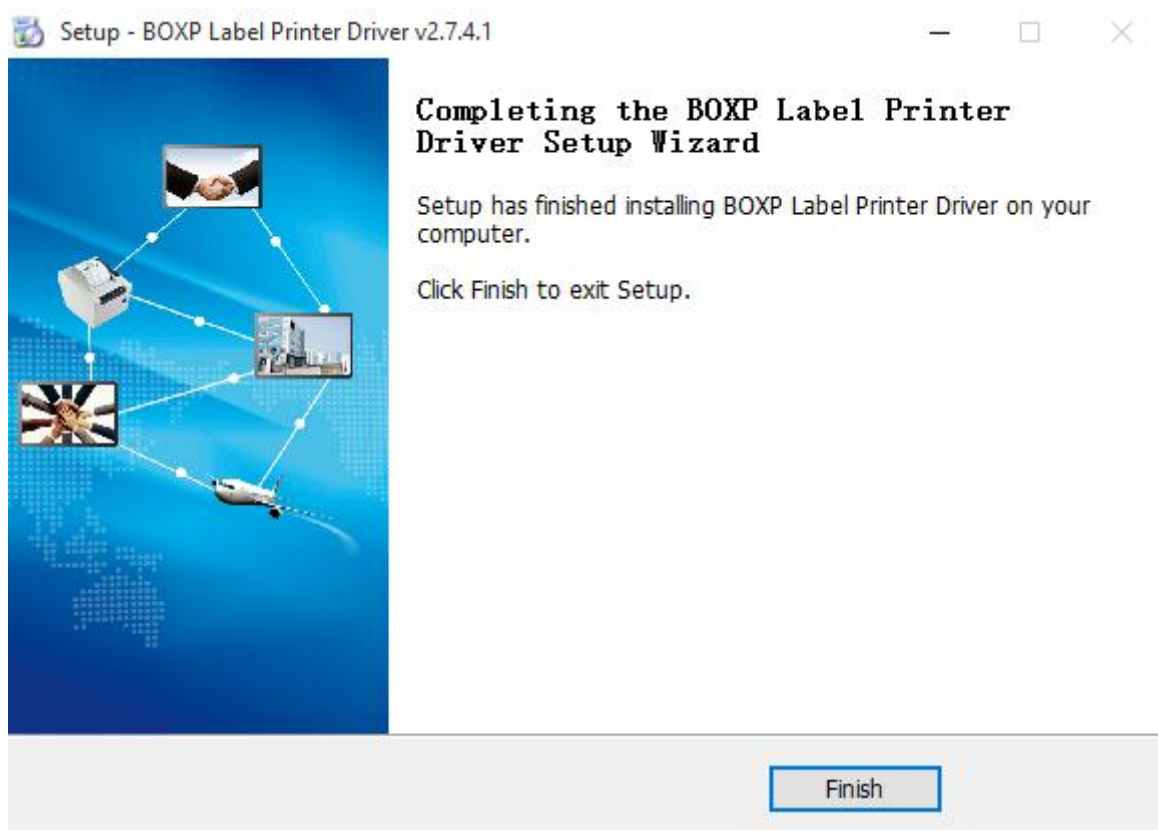 Setup - BOXP Label Printer Driver v2.7.4.1
Completing the BOXP Label Printer
Driver Setup Wizard
Setup has finished installing BOXP Label Printer Driver on your
computer.
Click Finish to exit Setup.
Finish